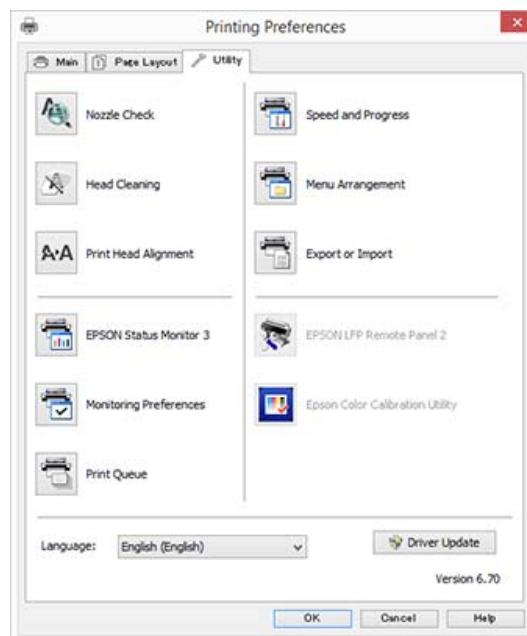 Printing Preferences
Main
Page Layout
Utility
Nozzle Check
Speed and Progress
Head Cleaning
Menu Arrangement
A·A
Print Head Alignment
Export or Import
EPSON Status Monitor 3
EPSON LFP Remote Panel 2
Monitoring Preferences
Epson Color Calibration Utility
Print Queue
Language:
English (English)
Driver Update
Version 6.70
OK
Cancel
Help